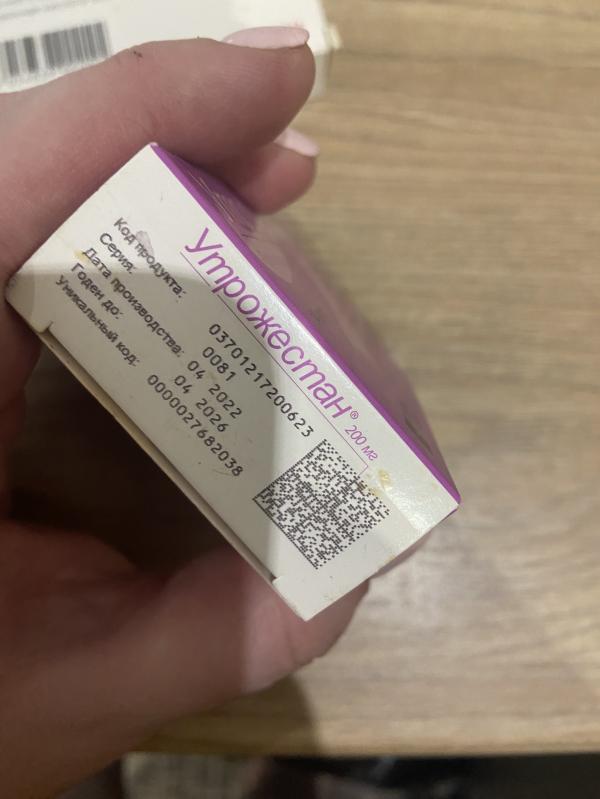 Утрожестан® 200 мг
Код продукта: 03701217200623
Серия: 0081
Дата производства: 04 2022
Годен до: 04 2026
Уникальный код: 0000027682038